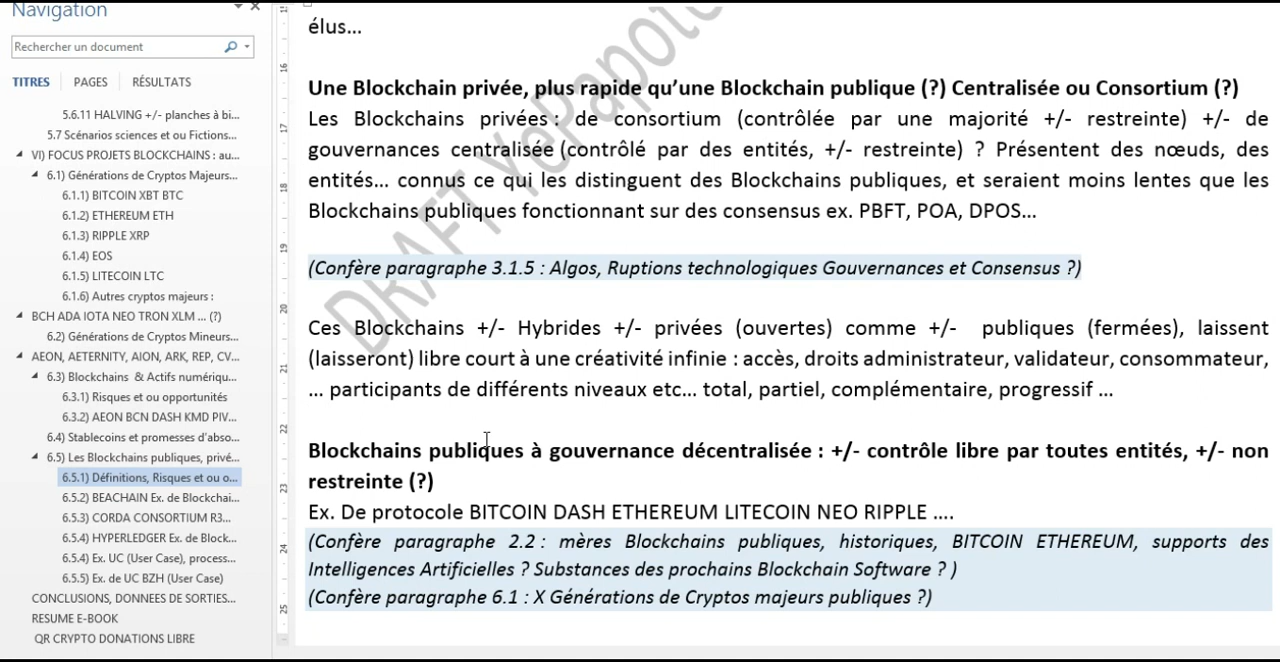 Navigation
Rechercher un document
TITRES PAGES RÉSULTATS
5.6.11 HALVING +/- planches à bi...
5.7 Scénarios sciences et ou Fictions...
VI) FOCUS PROJETS BLOCKCHAINS : au...
6.1) Générations de Cryptos Majeurs...
6.1.1) BITCOIN XBT BTC
6.1.2) ETHEREUM ETH
6.1.3) RIPPLE XRP
6.1.4) EOS
6.1.5) LITECOIN LTC
6.1.6) Autres cryptos majeurs :
BCH ADA IOTA NEO TRON XLM ... (?)
6.2) Générations de Cryptos Mineurs...
AEON, AETERNITY, AION, ARK, REP, CV...
6.3) Blockchains & Actifs numériqu...
6.3.1) Risques et ou opportunités
6.3.2) AEON BCN DASH KMD PIV...
6.4) Stablecoins et promesses d'abso...
6.5) Les Blockchains publiques, privé...
6.5.1) Définitions, Risques et ou o...
6.5.2) BEACHAIN Ex. de Blockchai...
6.5.3) CORDA CONSORTIUM R3...
6.5.4) HYPERLEDGER Ex. de Block...
6.5.4) Ex. UC (User Case), process...
6.5.5) Ex. de UC BZH (User Case)
CONCLUSIONS, DONNEES DE SORTIES...
RESUME E-BOOK
QR CRYPTO DONATIONS LIBRE
16
17
18
19
20
21
22
23
24
25
élus...
Une Blockchain privée, plus rapide qu'une Blockchain publique (?) Centralisée ou Consortium (?)
Les Blockchains privées : de consortium (contrôlée par une majorité +/- restreinte) +/- de
gouvernances centralisée (contrôlé par des entités, +/- restreinte) ? Présentent des nœuds, des
entités... connus ce qui les distinguent des Blockchains publiques, et seraient moins lentes que les
Blockchains publiques fonctionnant sur des consensus ex. PBFT, POA, DPOS...
(Confère paragraphe 3.1.5 : Algos, Ruptions technologiques Gouvernances et Consensus ?)
Ces Blockchains +/- Hybrides +/- privées (ouvertes) comme +/- publiques (fermées), laissent
(laisseront) libre court à une créativité infinie : accès, droits administrateur, validateur, consommateur,
... participants de différents niveaux etc... total, partiel, complémentaire, progressif ...
Blockchains publiques à gouvernance décentralisée : +/- contrôle libre par toutes entités, +/- non
restreinte (?)
Ex. De protocole BITCOIN DASH ETHEREUM LITECOIN NEO RIPPLE ....
(Confère paragraphe 2.2 : mères Blockchains publiques, historiques, BITCOIN ETHEREUM, supports des
Intelligences Artificielles ? Substances des prochains Blockchain Software ? )
(Confère paragraphe 6.1 : X Générations de Cryptos majeurs publiques ?)
DRAFT